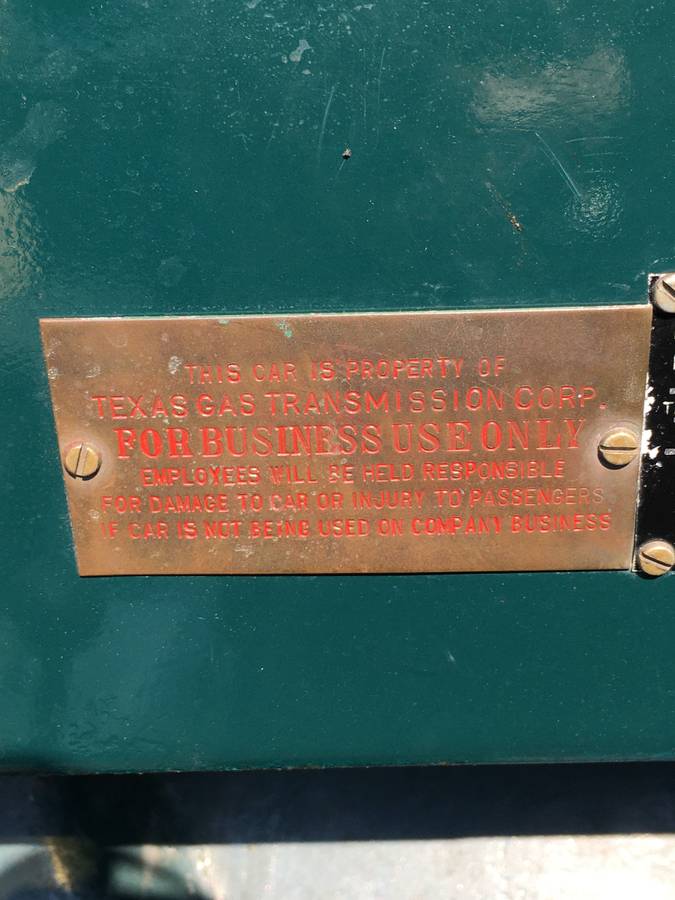 THIS CAR IS PROPERTY OF
TEXAS GAS TRANSMISSION CORP.
FOR BUSINESS USE ONLY
EMPLOYEES WILL BE HELD RESPONSIBLE
FOR DAMAGE TO CAR OR INJURY TO PASSENGERS
IF CAR IS NOT BEING USED ON COMPANY BUSINESS